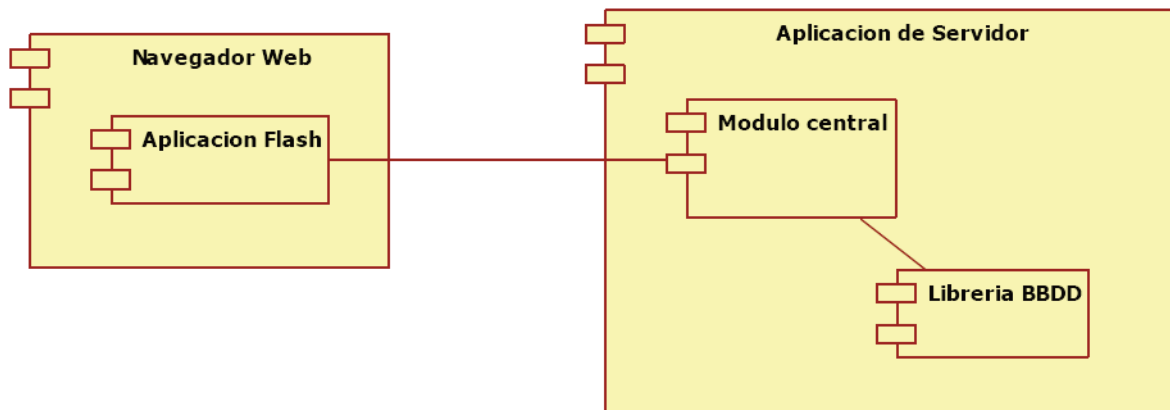 Navegador Web
Aplicacion Flash
Aplicacion de Servidor
Modulo central
Libreria BBDD